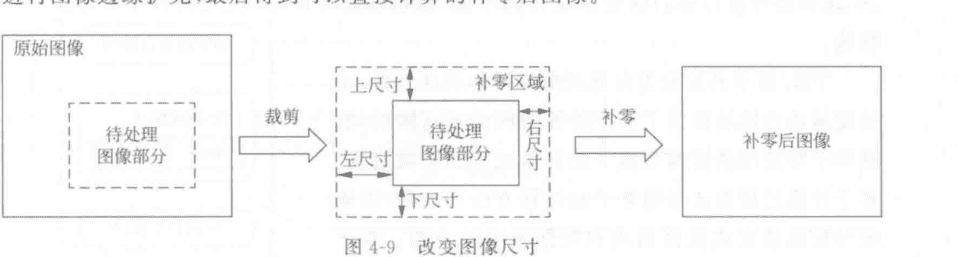 进行图像边缘扩充,最后得到可以直接计算的补零后图像。
原始图像
待处理
图像部分
裁剪
上尺寸
补零区域
待处理
图像部分
右尺寸
左尺寸
下尺寸
补零
补零后图像
图 4-9 改变图像尺寸